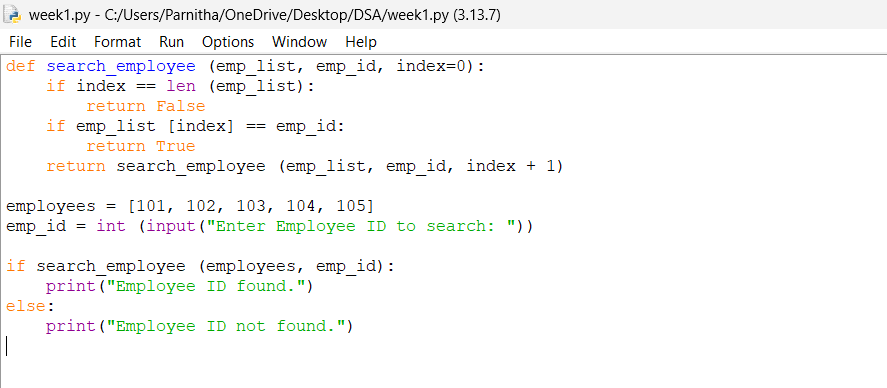 week1.py - C:/Users/Parnitha/OneDrive/Desktop/DSA/week1.py (3.13.7)
File Edit Format Run Options Window Help
def search_employee (emp_list, emp_id, index=0):
    if index == len (emp_list):
        return False
    if emp_list [index] == emp_id:
        return True
    return search_employee (emp_list, emp_id, index + 1)

employees = [101, 102, 103, 104, 105]
emp_id = int (input("Enter Employee ID to search: "))

if search_employee (employees, emp_id):
    print("Employee ID found.")
else:
    print("Employee ID not found.")